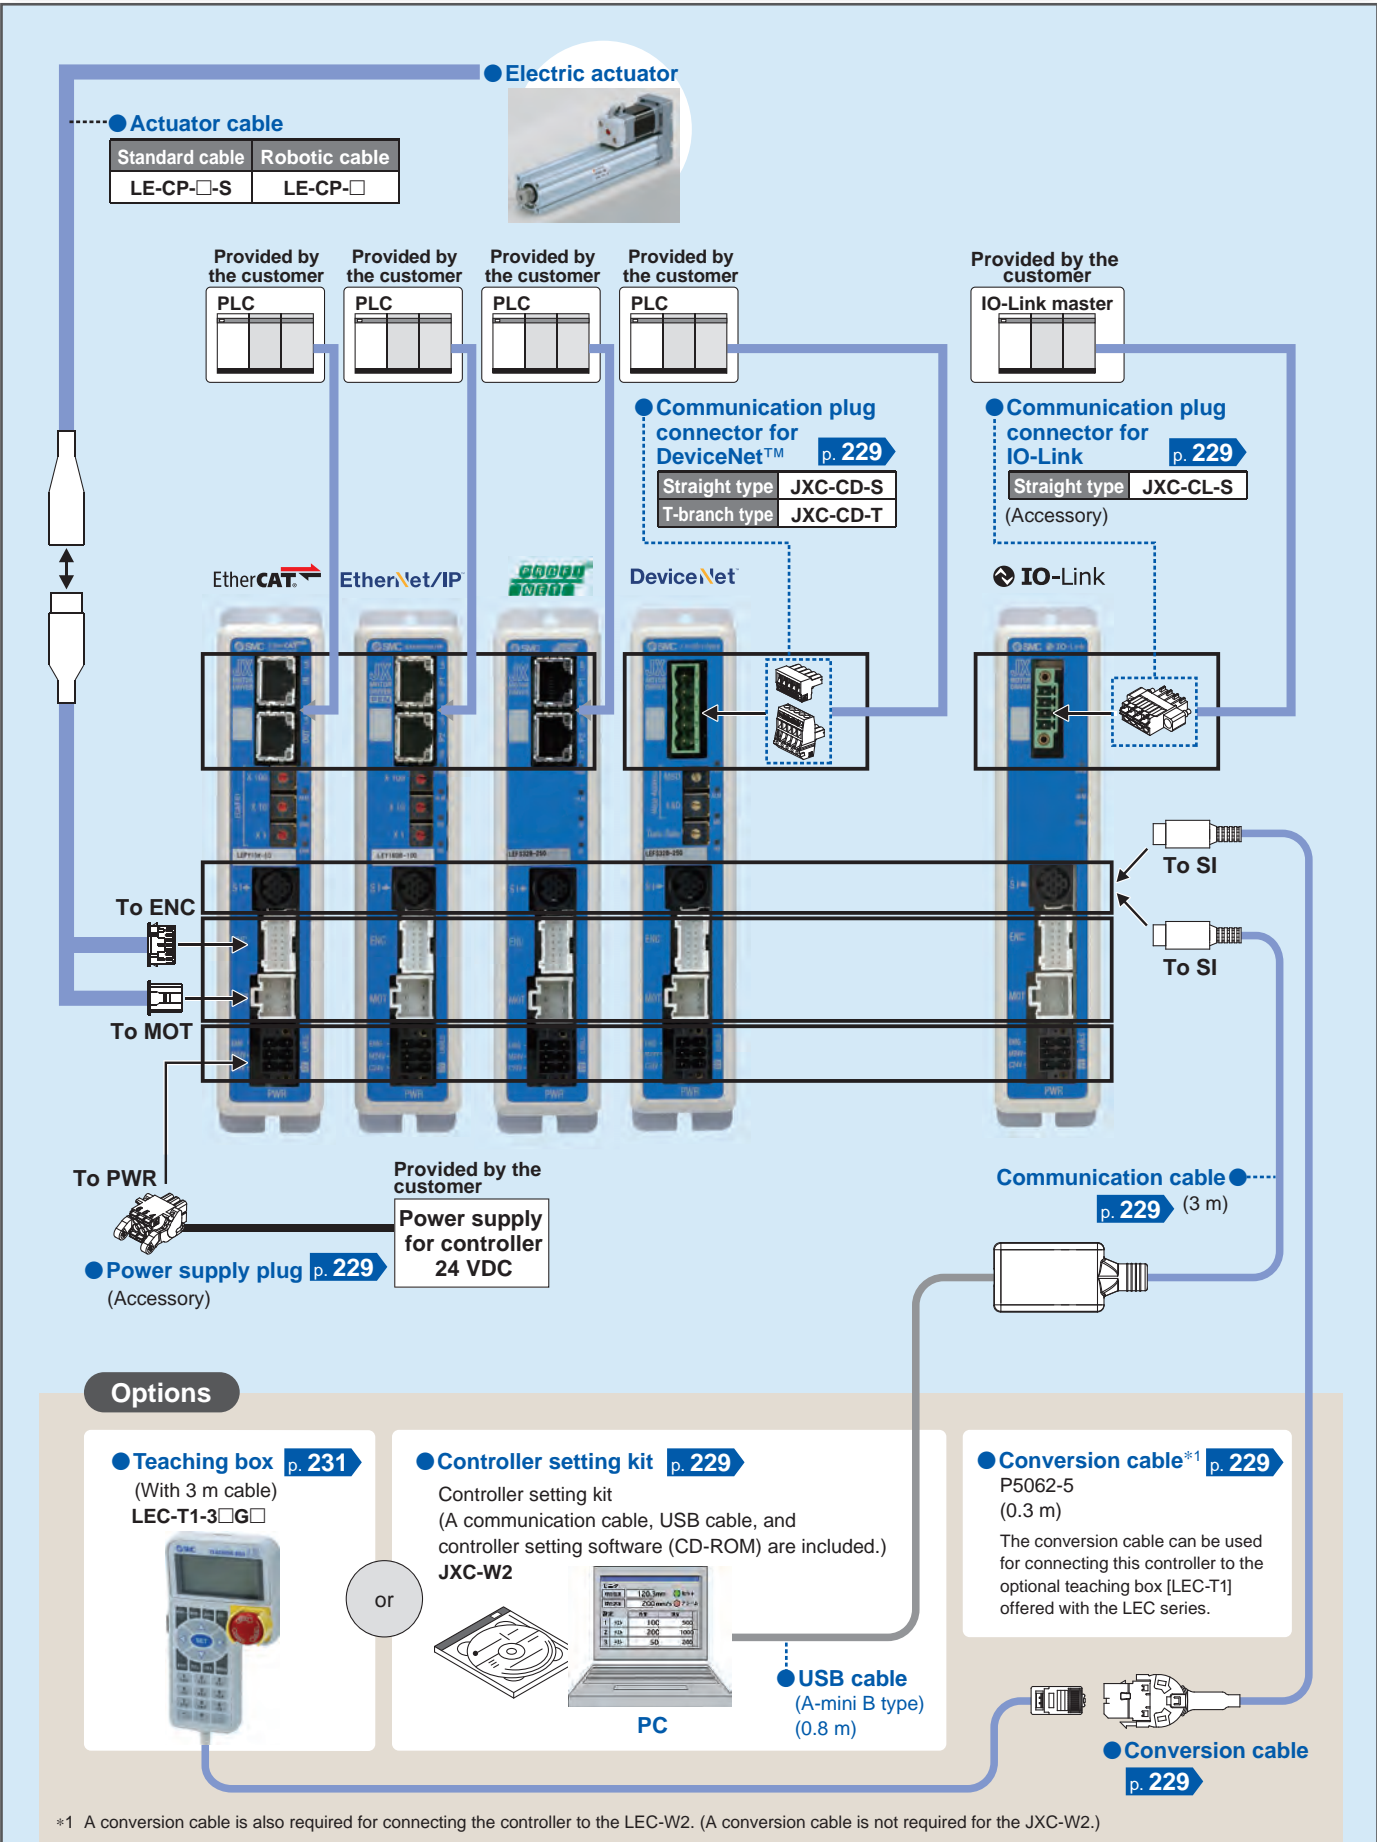 Electric actuator
Actuator cable
Standard cable Robotic cable
LE-CP-□-S LE-CP-□
Provided by
the customer
PLC
Provided by
the customer
PLC
Provided by
the customer
PLC
Provided by
the customer
PLC
Provided by the
customer
IO-Link master
Communication plug
connector for
DeviceNet™ p. 229
Straight type JXC-CD-S
T-branch type JXC-CD-T
Communication plug
connector for
IO-Link p. 229
Straight type JXC-CL-S
(Accessory)
EtherCAT®
EtherNet/IP
PROFI
NET
DeviceNet
IO-Link
To SI
To SI
To ENC
To MOT
To PWR
Provided by the
customer
Power supply
for controller
24 VDC
Power supply plug p. 229
(Accessory)
Communication cable
p. 229 (3 m)
Options
Teaching box p. 231
(With 3 m cable)
LEC-T1-3□G□
or
Controller setting kit p. 229
Controller setting kit
(A communication cable, USB cable, and
controller setting software (CD-ROM) are included.)
JXC-W2
PC
USB cable
(A-mini B type)
(0.8 m)
Conversion cable*1 p. 229
P5062-5
(0.3 m)
The conversion cable can be used
for connecting this controller to the
optional teaching box [LEC-T1]
offered with the LEC series.
Conversion cable
p. 229
*1 A conversion cable is also required for connecting the controller to the LEC-W2. (A conversion cable is not required for the JXC-W2.)